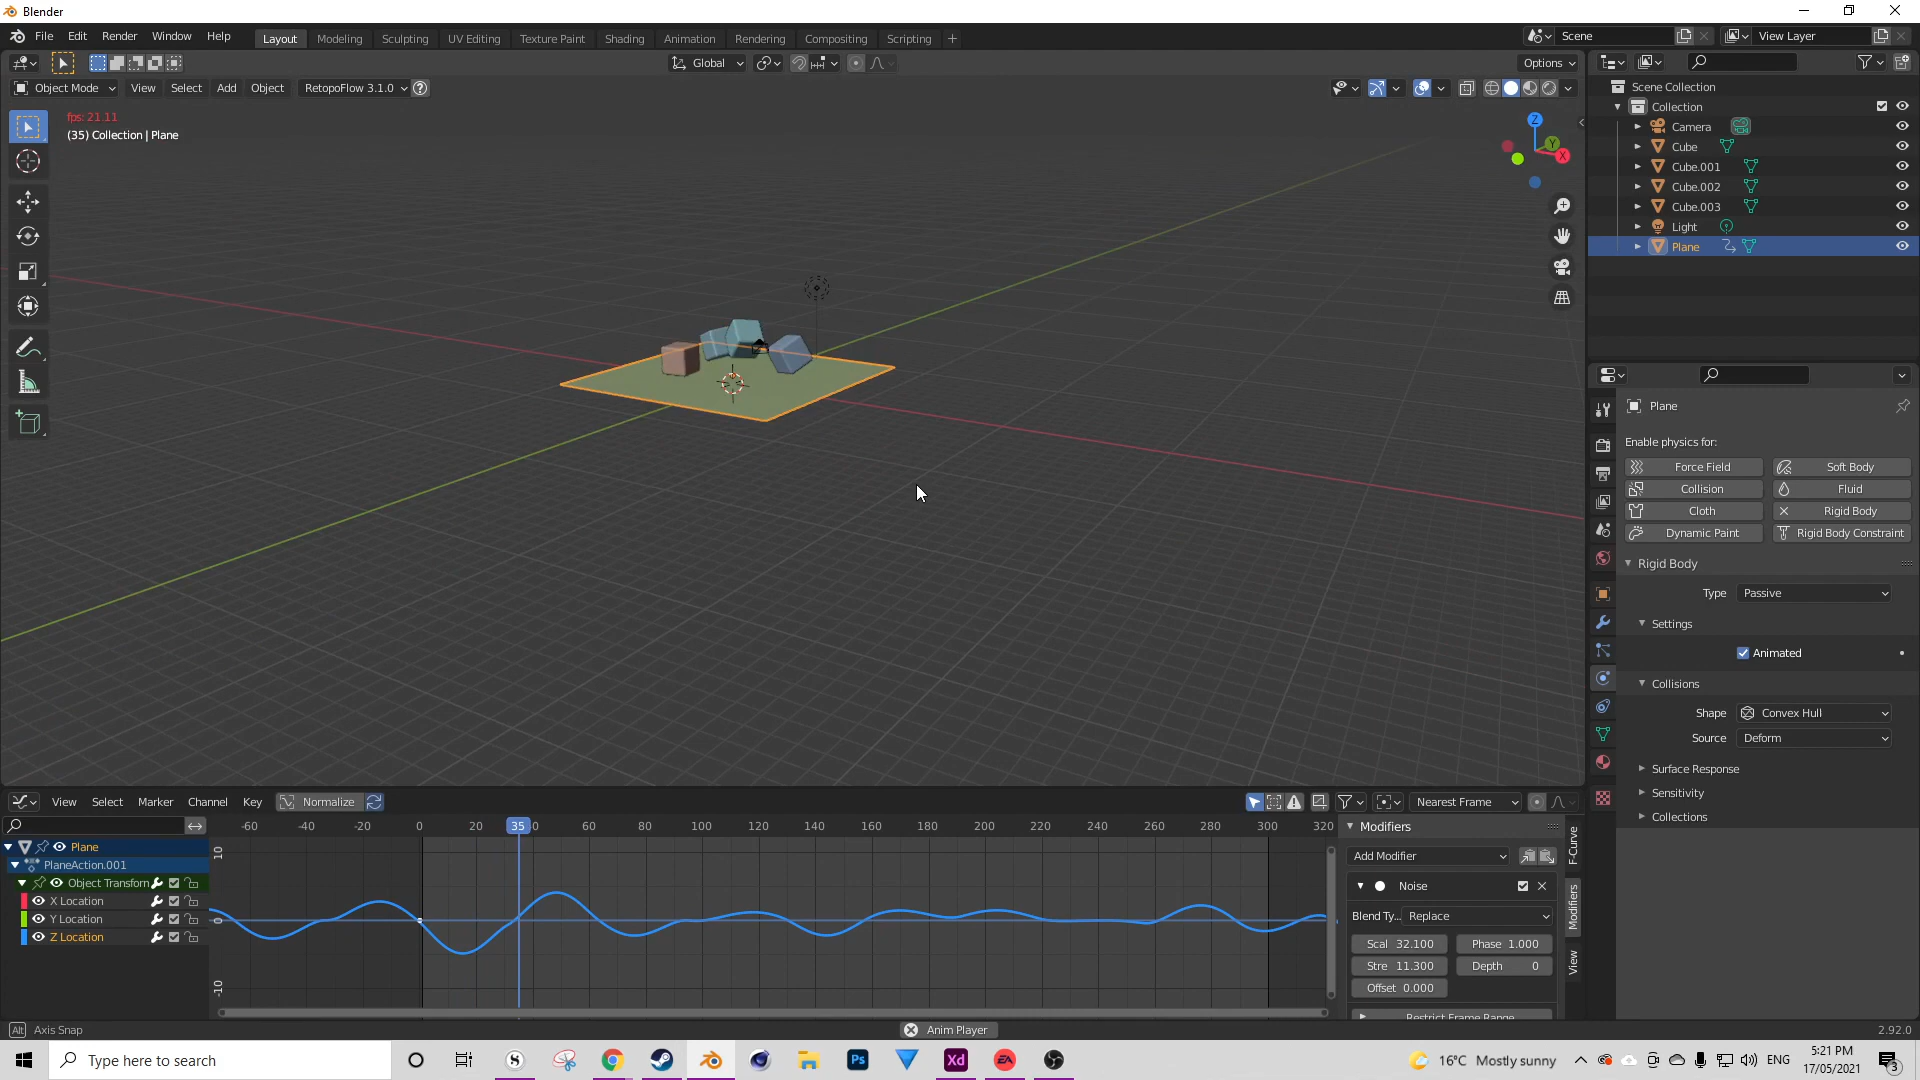 Blender
File Edit Render Window Help
Layout Modeling Sculpting UV Editing Texture Paint Shading Animation Rendering Compositing Scripting +
Scene
View Layer
Global
Options
Object Mode View Select Add Object RetopoFlow 3.1.0
fps: 21.11
(35) Collection | Plane
Z
Y
X
Scene Collection
Collection
Camera
Cube
Cube.001
Cube.002
Cube.003
Light
Plane
Plane
Enable physics for:
Force Field Soft Body
Collision Fluid
Cloth Rigid Body
Dynamic Paint Rigid Body Constraint
Rigid Body
Type Passive
Settings
Animated
Collisions
Shape Convex Hull
Source Deform
Surface Response
Sensitivity
Collections
View Select Marker Channel Key Normalize
Nearest Frame
-60 -40 -20 0 20 35 0 60 80 100 120 140 160 180 200 220 240 260 280 300 320
Plane
PlaneAction.001
Object Transforn
X Location
Y Location
Z Location
10
0
-10
Modifiers
Add Modifier
Noise
Blend Ty... Replace
Scal 32.100 Phase 1.000
Stre 11.300 Depth 0
Offset 0.000
Restrict Frame Range
F-Curve
Modifiers
View
Alt Axis Snap
Anim Player
2.92.0
Type here to search
Ps
Xd
EA
16°C Mostly sunny
ENG
5:21 PM
17/05/2021
3